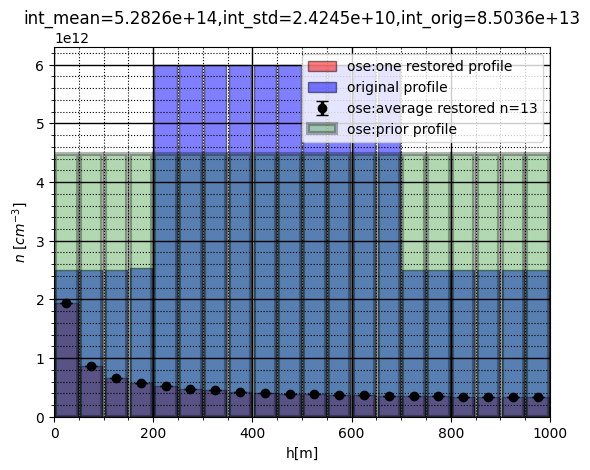 int_mean=5.2826e+14,int_std=2.4245e+10,int_orig=8.5036e+13
1e12
ose:one restored profile
original profile
ose:average restored n=13
ose:prior profile
6
5
4
3
2
1
0
n [cm⁻³]
0 200 400 600 800 1000
h[m]